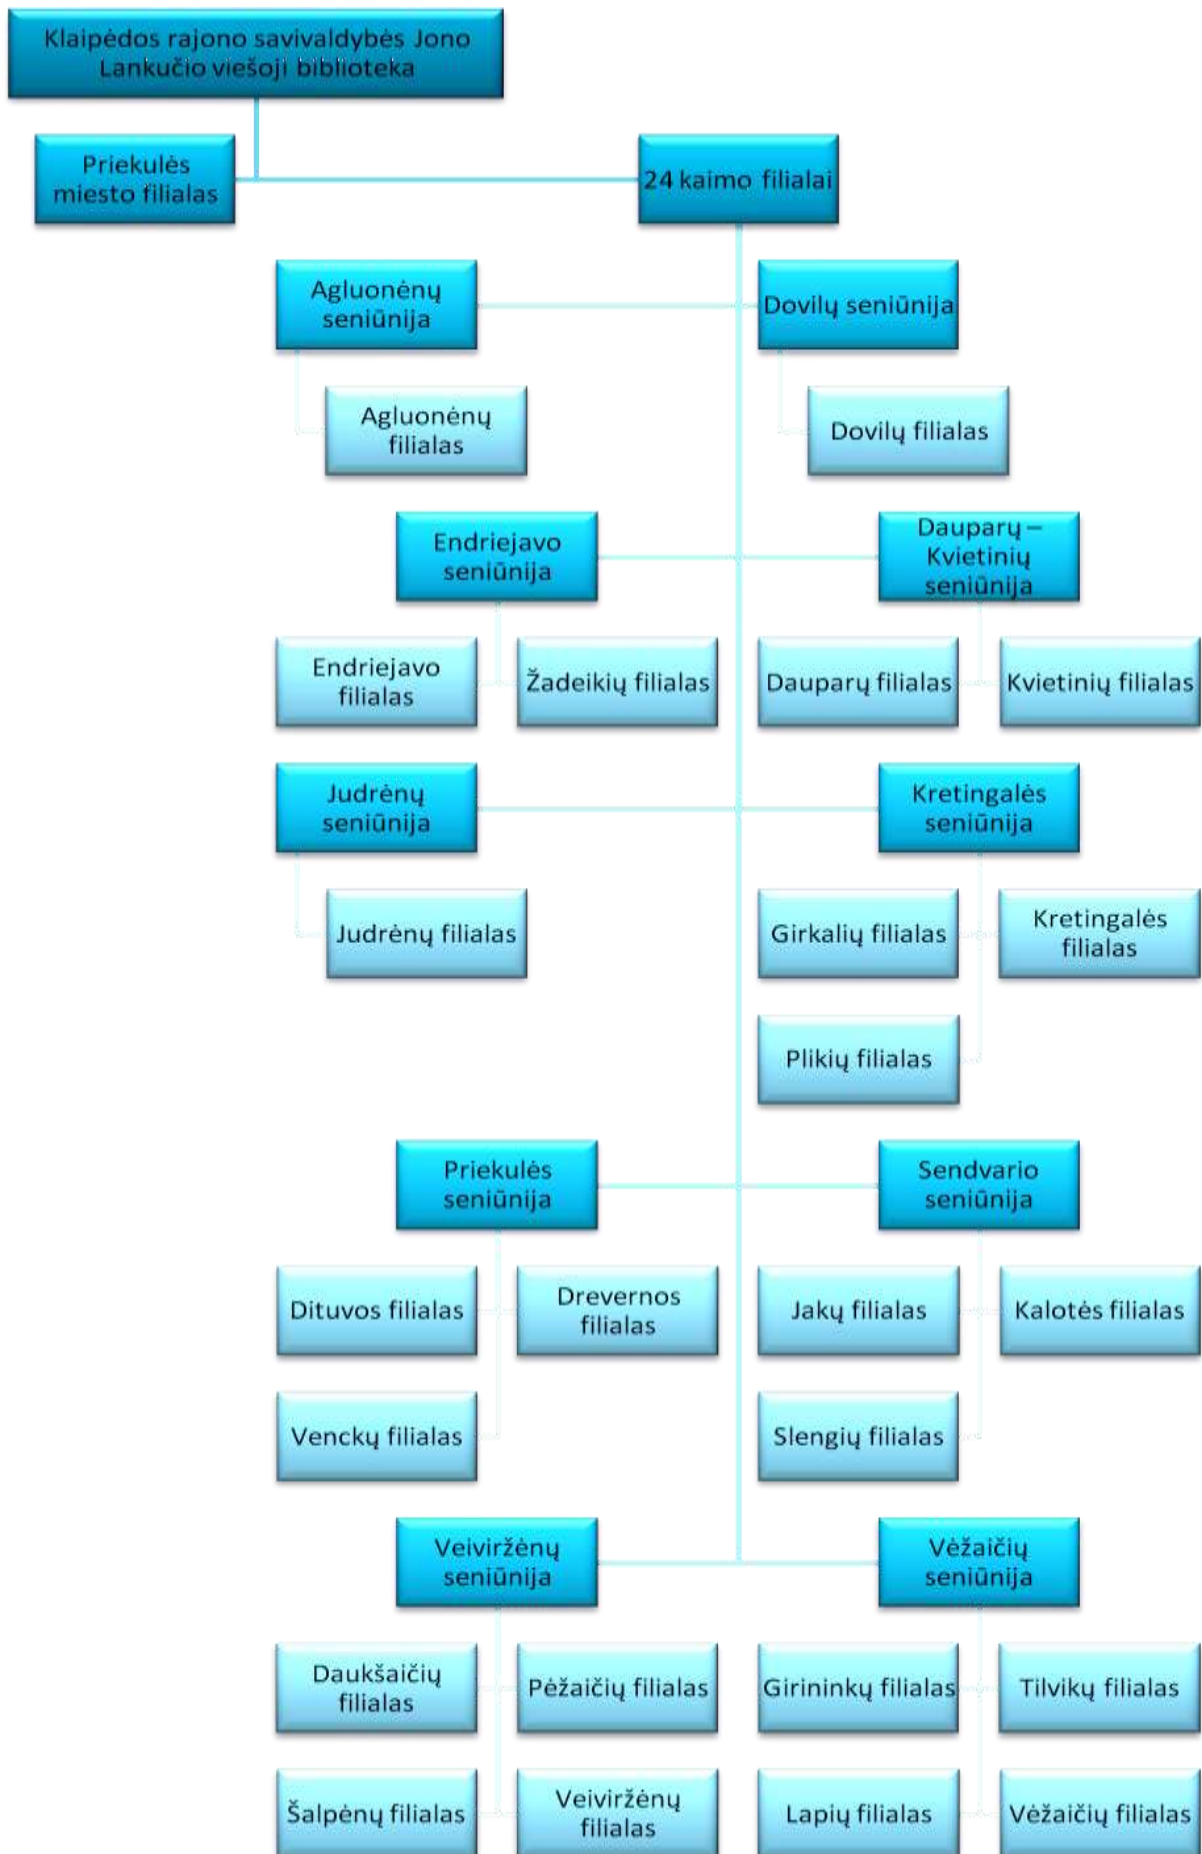 Klaipėdos rajono savivaldybės Jono
Lankučio viešoji biblioteka
Priekulės
miesto filialas
24 kaimo filialai
Agluonėnų
seniūnija
Dovilų seniūnija
Agluonėnų
filialas
Dovilų filialas
Endriejavo
seniūnija
Dauparų –
Kvietinių
seniūnija
Endriejavo
filialas
Žadeikių filialas
Dauparų filialas
Kvietinių filialas
Judrėnų
seniūnija
Kretingalės
seniūnija
Judrėnų filialas
Girkalių filialas
Kretingalės
filialas
Plikių filialas
Priekulės
seniūnija
Sendvario
seniūnija
Dituvos filialas
Drevernos
filialas
Jakų filialas
Kalotės filialas
Venckų filialas
Slengių filialas
Veiviržėnų
seniūnija
Vėžaičių
seniūnija
Daukšaičių
filialas
Pėžaičių filialas
Girininkų filialas
Tilvikų filialas
Šalpėnų filialas
Veiviržėnų
filialas
Lapių filialas
Vėžaičių filialas